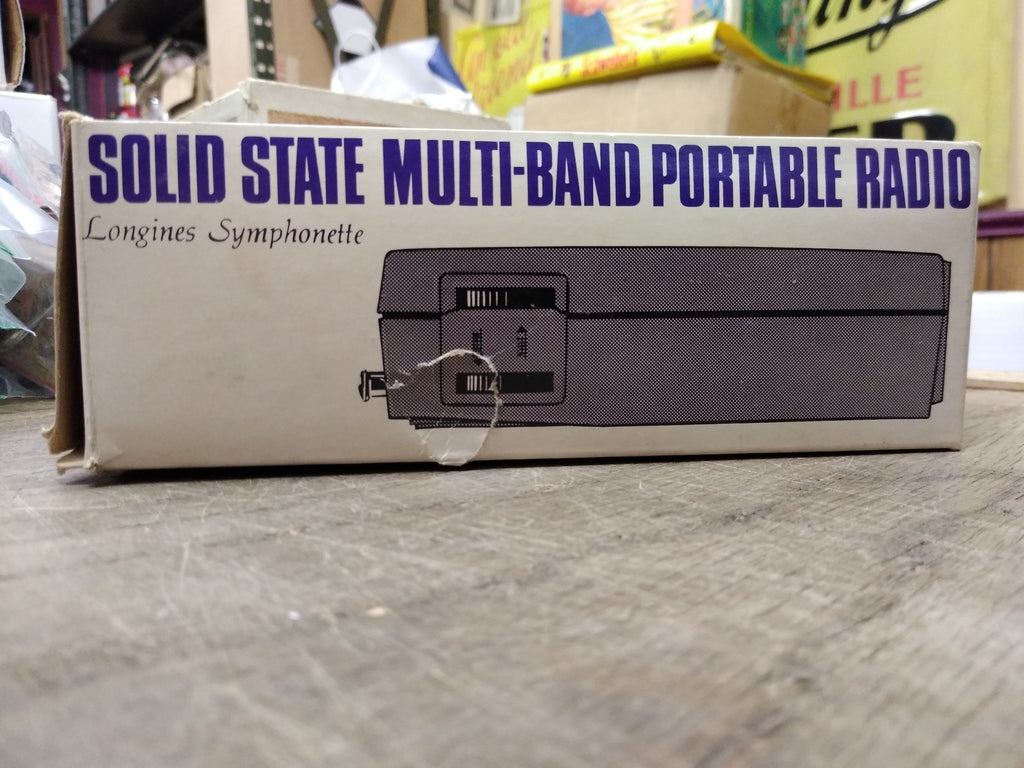 SOLID STATE MULTI-BAND PORTABLE RADIO
Longines Symphonette